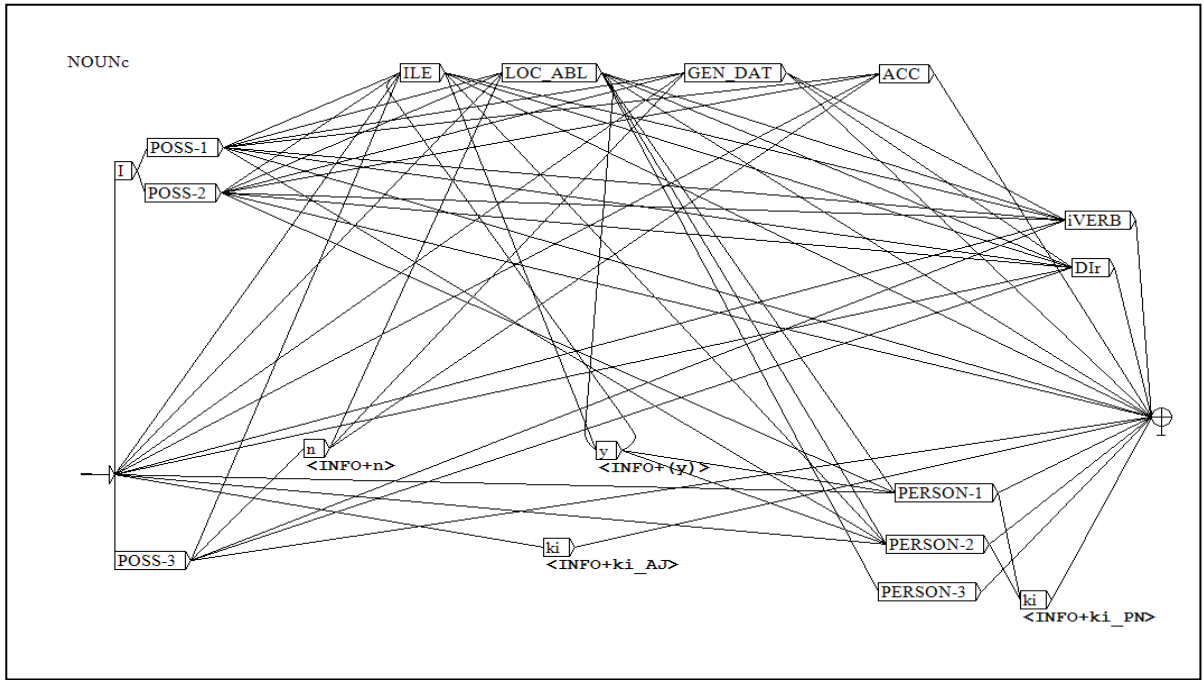 NOUNc
ILE
LOC_ABL
GEN_DAT
ACC
POSS-1
I
POSS-2
iVERB
DIr
n
<INFO+n>
y
<INFO+(y)>
PERSON-1
PERSON-2
ki
<INFO+ki_AJ>
POSS-3
PERSON-3
ki
<INFO+ki_PN>